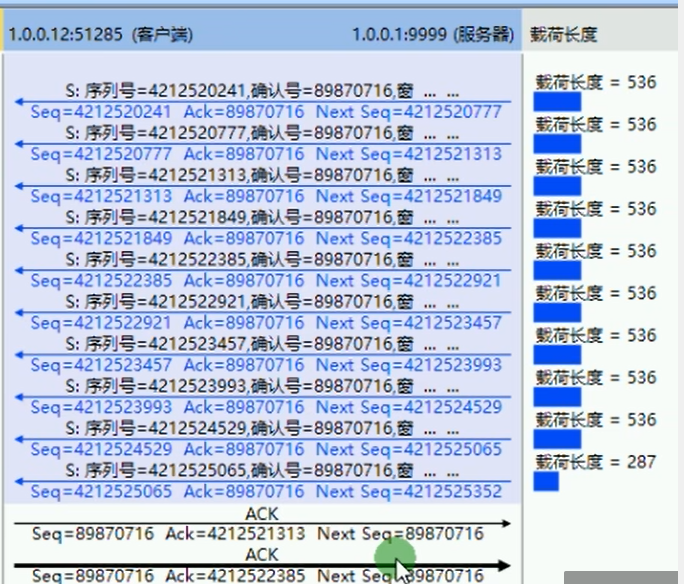 1.0.0.12:51285 (客户端) 1.0.0.1:9999 (服务器) 载荷长度
S: 序列号=4212520241,确认号=89870716,窗 ... ... 载荷长度 = 536
Seq=4212520241 Ack=89870716 Next Seq=4212520777
S: 序列号=4212520777,确认号=89870716,窗 ... ... 载荷长度 = 536
Seq=4212520777 Ack=89870716 Next Seq=4212521313
S: 序列号=4212521313,确认号=89870716,窗 ... ... 载荷长度 = 536
Seq=4212521313 Ack=89870716 Next Seq=4212521849
S: 序列号=4212521849,确认号=89870716,窗 ... ... 载荷长度 = 536
Seq=4212521849 Ack=89870716 Next Seq=4212522385
S: 序列号=4212522385,确认号=89870716,窗 ... ... 载荷长度 = 536
Seq=4212522385 Ack=89870716 Next Seq=4212522921
S: 序列号=4212522921,确认号=89870716,窗 ... ... 载荷长度 = 536
Seq=4212522921 Ack=89870716 Next Seq=4212523457
S: 序列号=4212523457,确认号=89870716,窗 ... ... 载荷长度 = 536
Seq=4212523457 Ack=89870716 Next Seq=4212523993
S: 序列号=4212523993,确认号=89870716,窗 ... ... 载荷长度 = 536
Seq=4212523993 Ack=89870716 Next Seq=4212524529
S: 序列号=4212524529,确认号=89870716,窗 ... ... 载荷长度 = 536
Seq=4212524529 Ack=89870716 Next Seq=4212525065
S: 序列号=4212525065,确认号=89870716,窗 ... ... 载荷长度 = 287
Seq=4212525065 Ack=89870716 Next Seq=4212525352
ACK
Seq=89870716 Ack=4212521313 Next Seq=89870716
ACK
Seq=89870716 Ack=4212522385 Next Seq=89870716